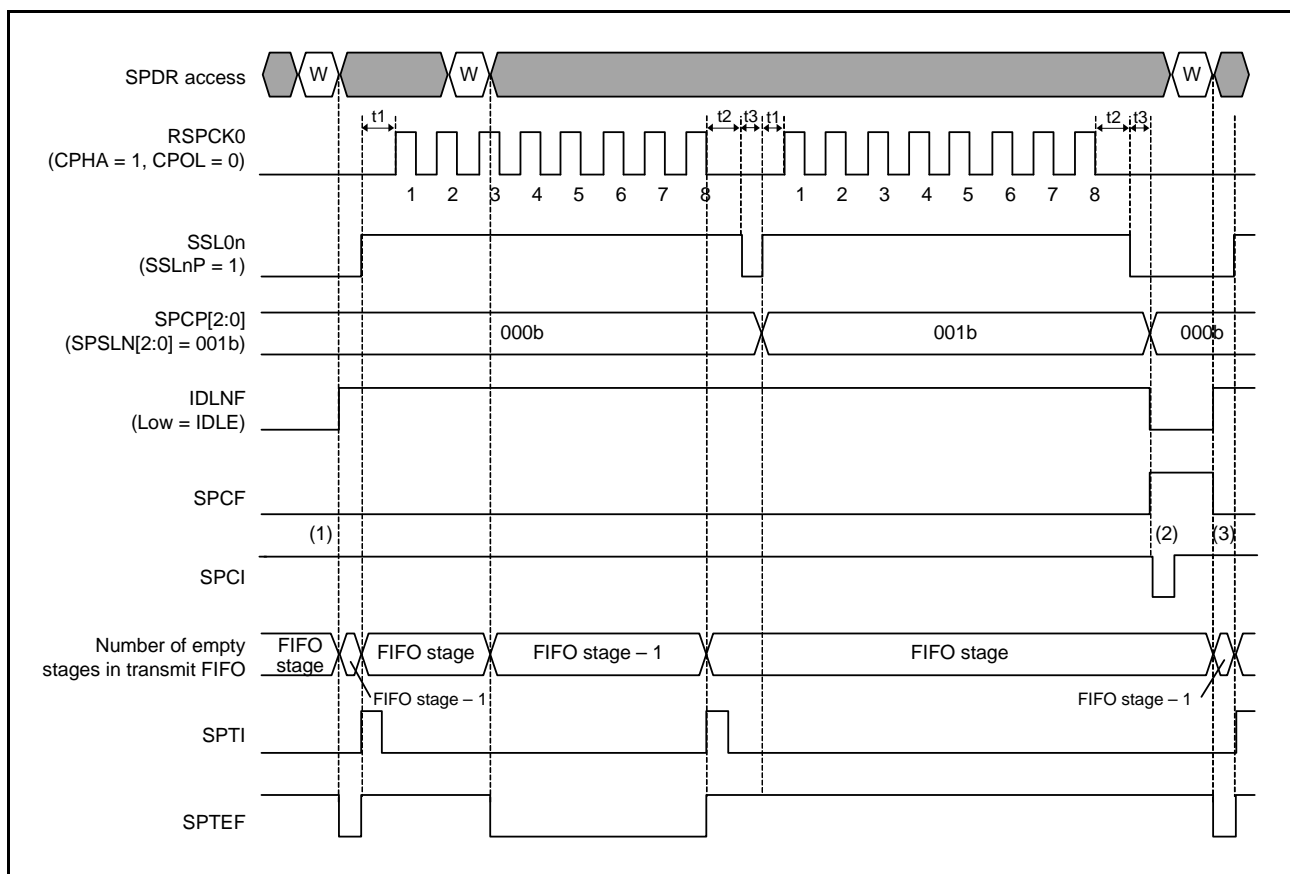 SPDR access W W W
RSPCK0
(CPHA = 1, CPOL = 0)
t1 t2 t3 t1 t2 t3
1 2 3 4 5 6 7 8 1 2 3 4 5 6 7 8
SSL0n
(SSLnP = 1)
SPCP[2:0]
(SPSLN[2:0] = 001b)
000b 001b 000b
IDLNF
(Low = IDLE)
SPCF
(1) (2) (3)
SPCI
Number of empty
stages in transmit FIFO
FIFO
stage
FIFO stage FIFO stage – 1 FIFO stage
FIFO stage – 1 FIFO stage – 1
SPTI
SPTEF